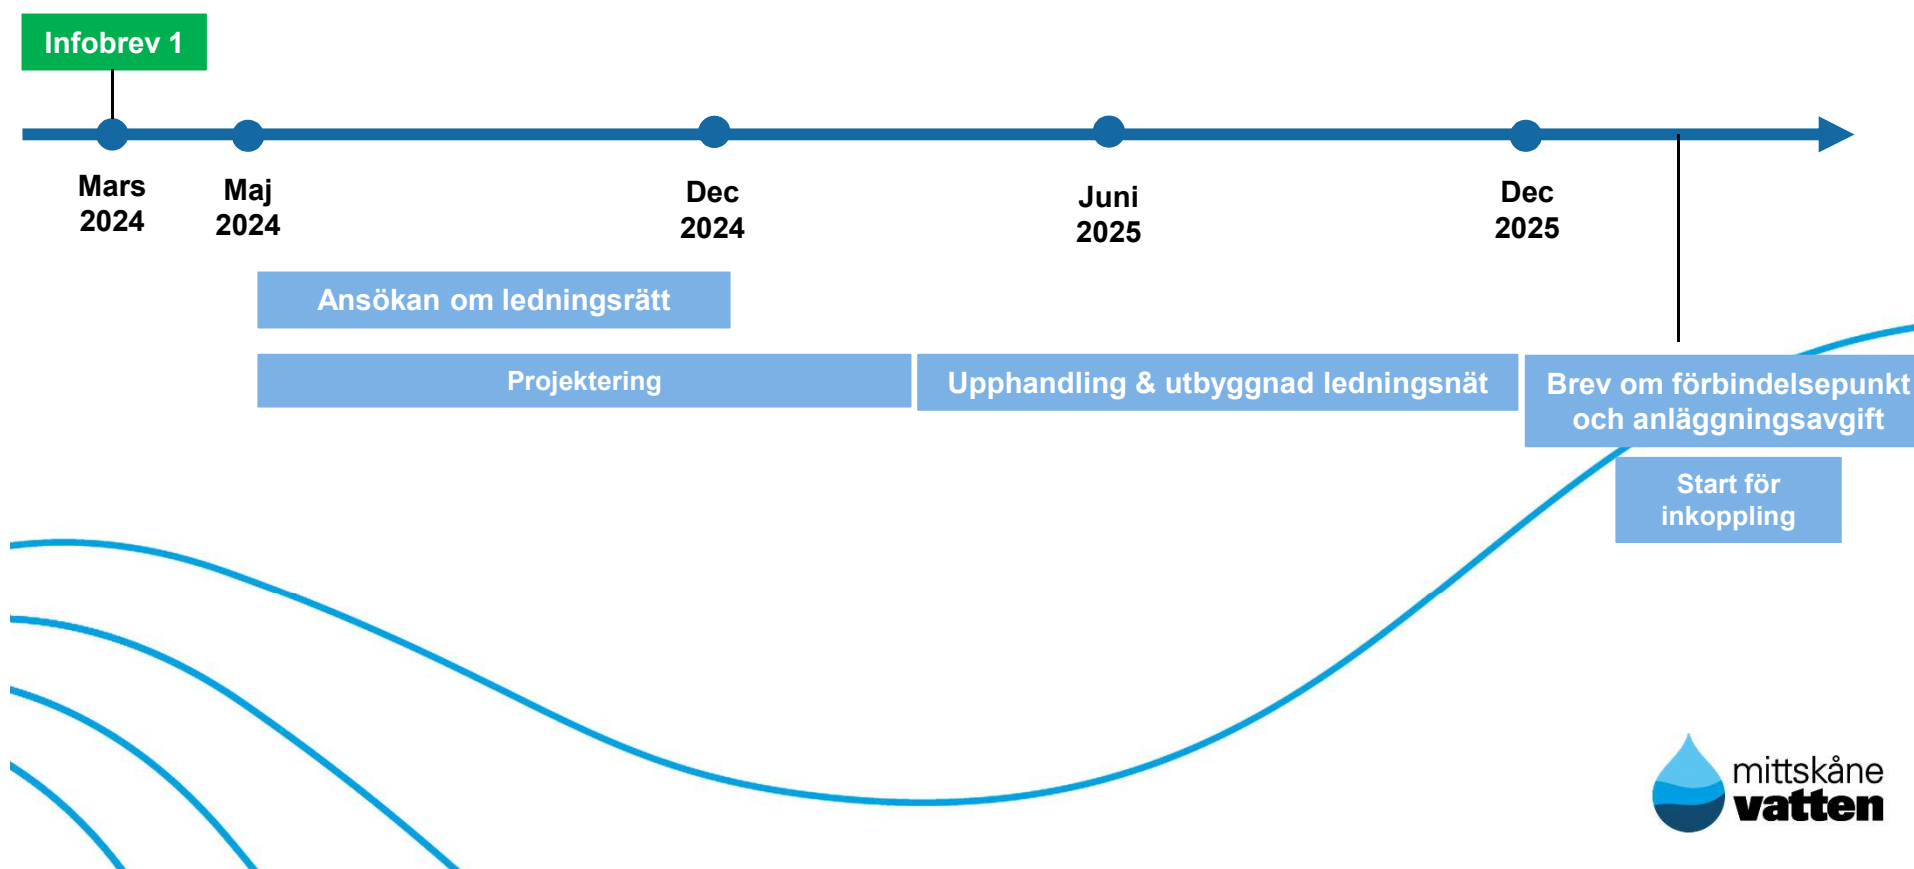 Infobrev 1
Mars
2024
Maj
2024
Dec
2024
Juni
2025
Dec
2025
Ansökan om ledningsrätt
Projektering
Upphandling & utbyggnad ledningsnät
Brev om förbindelsepunkt
och anläggningsavgift
Start för
inkoppling
mittskåne
vatten